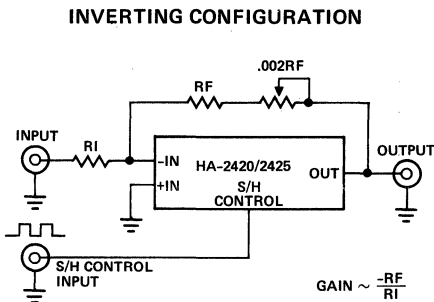 INVERTING CONFIGURATION
.002RF
RF
INPUT
RI
-IN
HA-2420/2425
OUT
OUTPUT
+IN
S/H
CONTROL
S/H CONTROL
INPUT
GAIN ~ -RF
RI